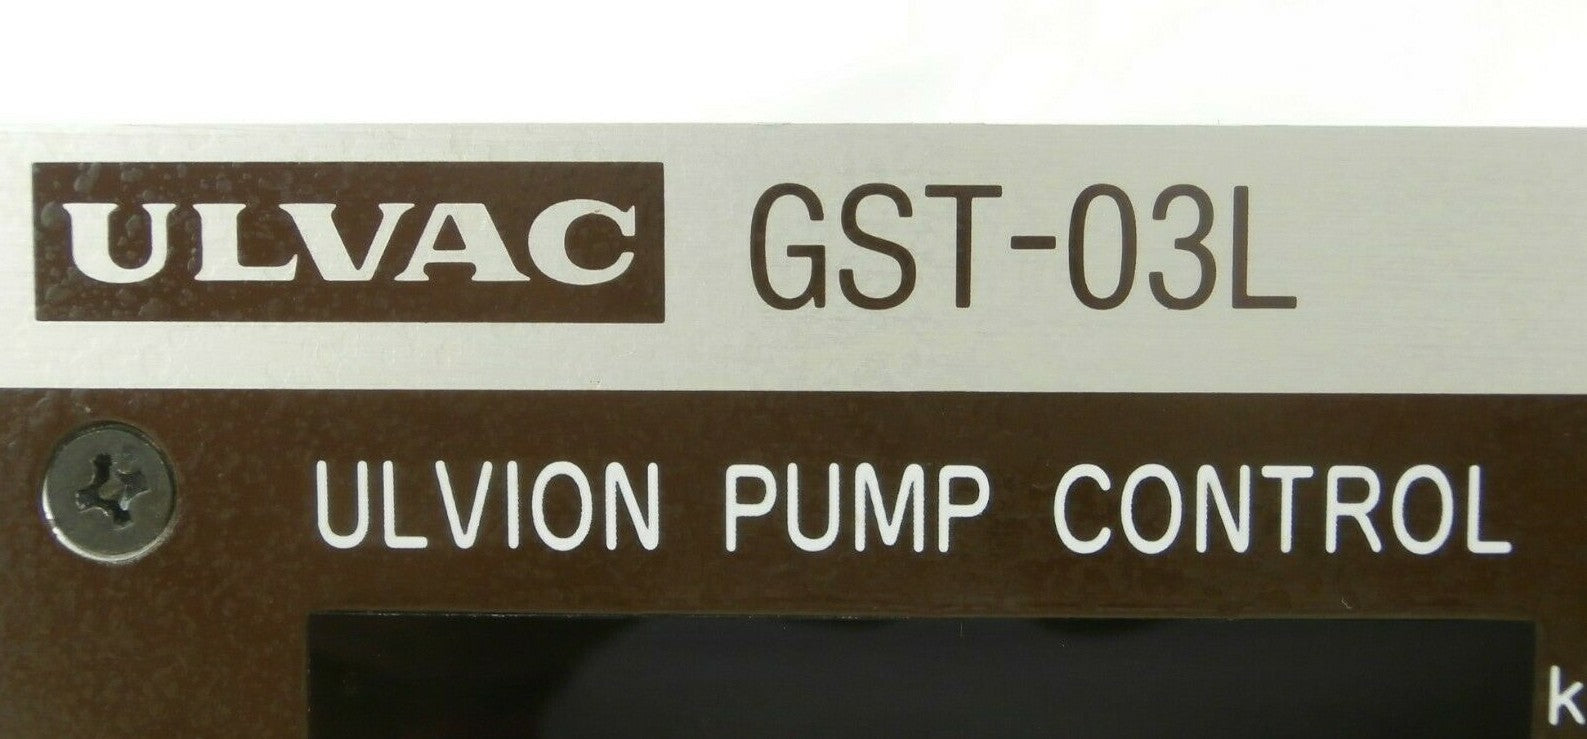 ULVAC GST-03L
ULVION PUMP CONTROL
k